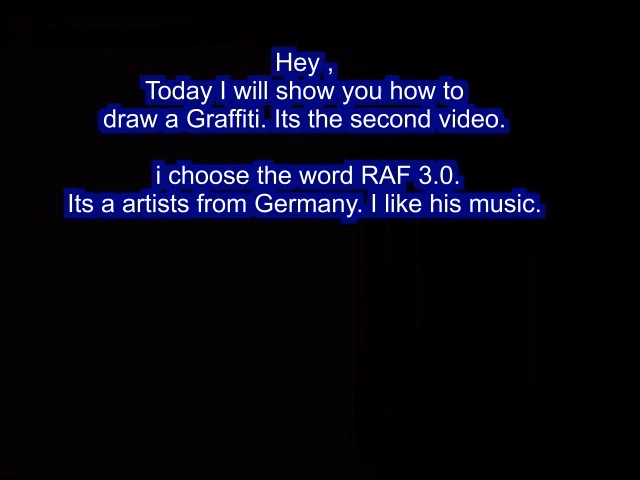 Hey ,
Today I will show you how to
draw a Graffiti. Its the second video.
i choose the word RAF 3.0.
Its a artists from Germany. I like his music.